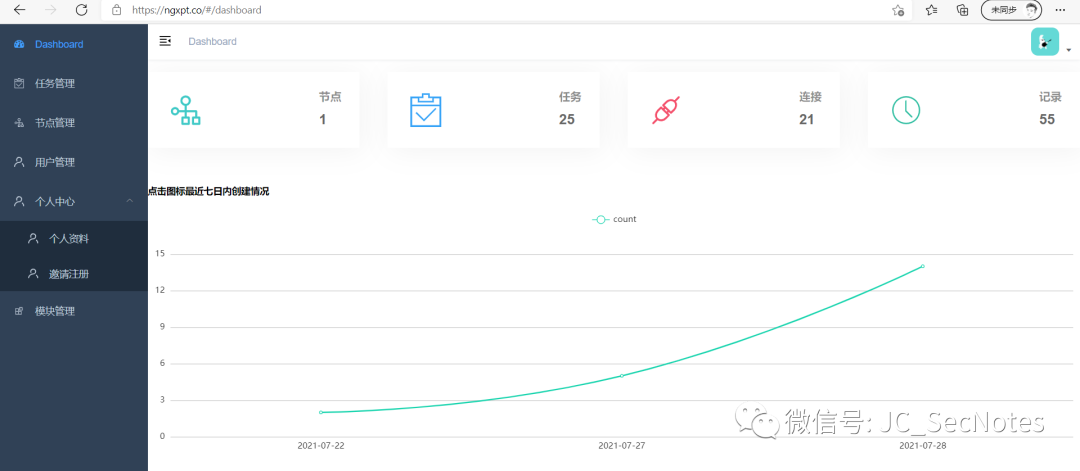 https://ngxpt.co/#/dashboard
未同步
Dashboard
任务管理
节点管理
用户管理
个人中心
个人资料
邀请注册
模块管理
Dashboard
节点
1
任务
25
连接
21
记录
55
点击图标最近七日内创建情况
count
15
12
9
6
3
0
2021-07-22
2021-07-27
2021-07-28
微信号: JC_SecNotes